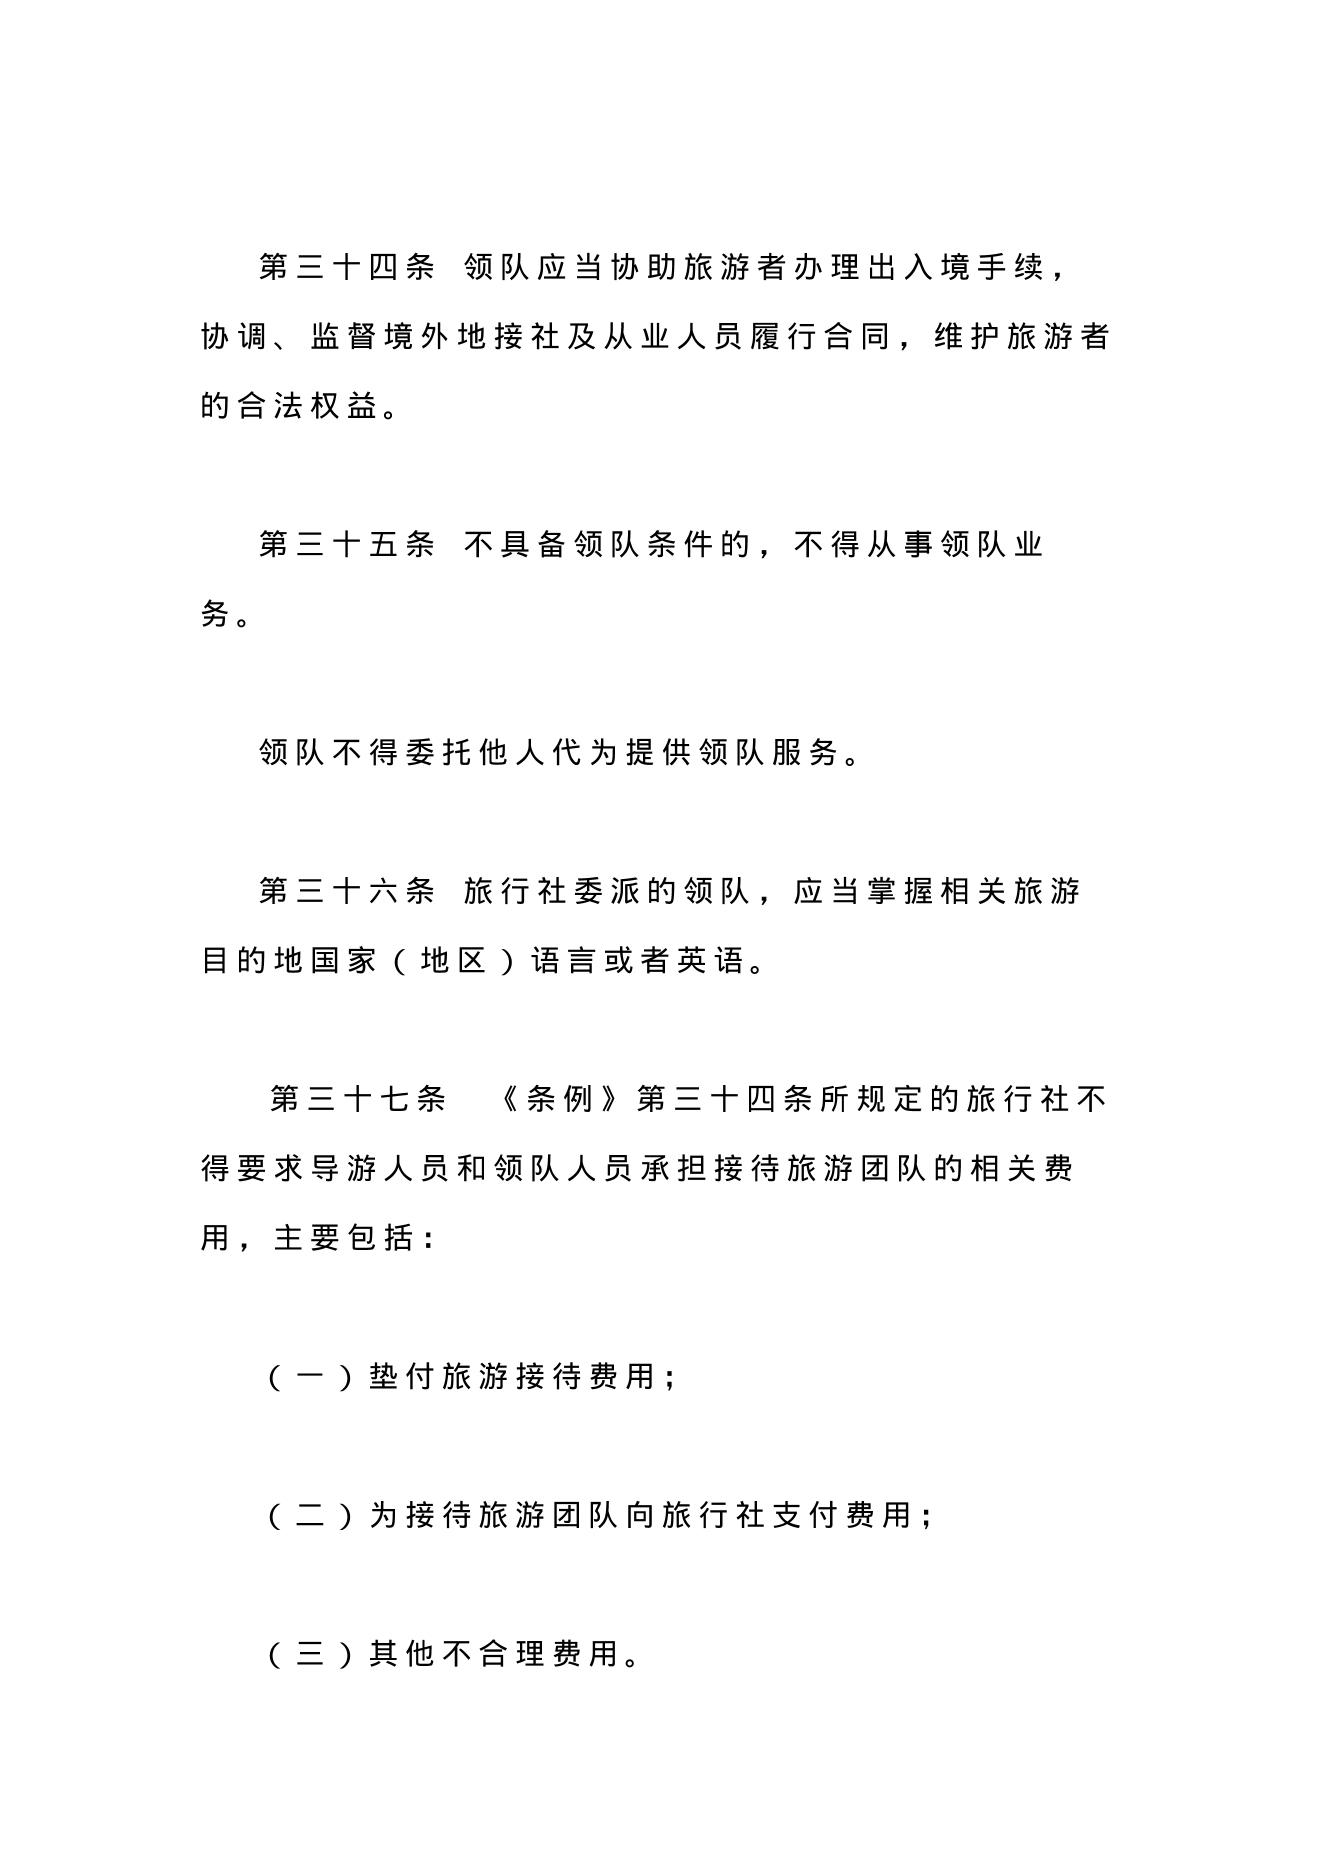 第三十四条 领队应当协助旅游者办理出入境手续，
协调、监督境外地接社及从业人员履行合同，维护旅游者
的合法权益。
第三十五条 不具备领队条件的，不得从事领队业
务。
领队不得委托他人代为提供领队服务。
第三十六条 旅行社委派的领队，应当掌握相关旅游
目的地国家（地区）语言或者英语。
第三十七条 《条例》第三十四条所规定的旅行社不
得要求导游人员和领队人员承担接待旅游团队的相关费
用，主要包括：
（一）垫付旅游接待费用；
（二）为接待旅游团队向旅行社支付费用；
（三）其他不合理费用。